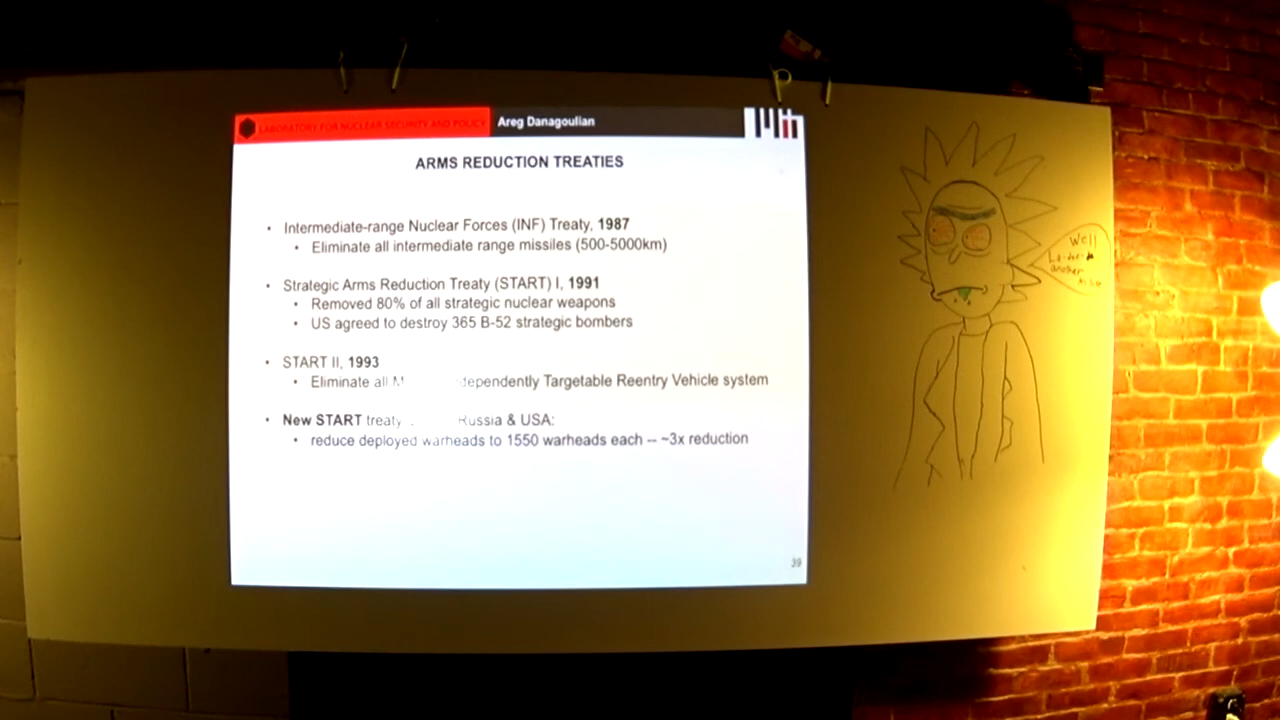 LABORATORY FOR NUCLEAR SECURITY AND POLICY
Areg Danagoulian
ARMS REDUCTION TREATIES
• Intermediate-range Nuclear Forces (INF) Treaty, 1987
• Eliminate all intermediate range missiles (500-5000km)
• Strategic Arms Reduction Treaty (START) I, 1991
• Removed 80% of all strategic nuclear weapons
• US agreed to destroy 365 B-52 strategic bombers
• START II, 1993
• Eliminate all Targetable Reentry Vehicle system
• New START treaty Russia & USA:
• reduce deployed warheads to 1550 warheads each -- ~3x reduction
39
Well
another